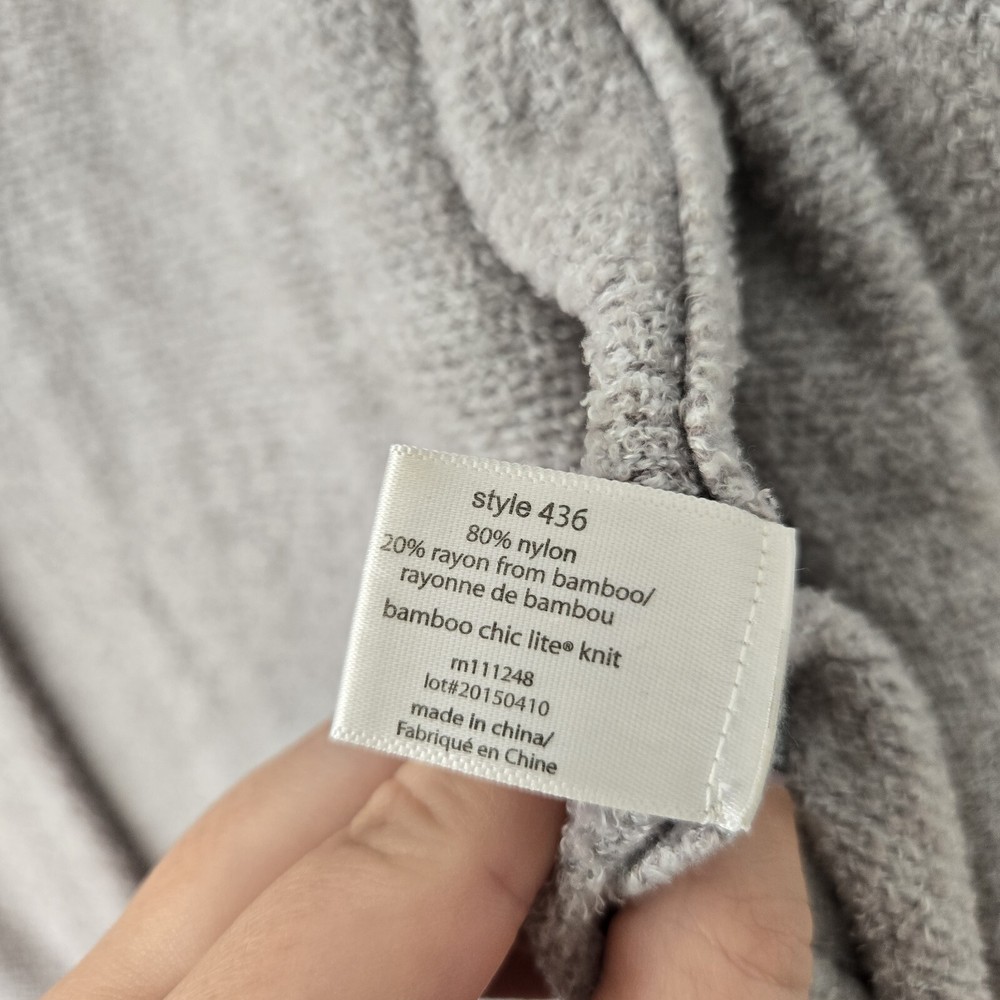 style 436
80% nylon
20% rayon from bamboo/
rayonne de bambou
bamboo chic lite® knit
rn111248
lot#20150410
made in china/
Fabriqué en Chine